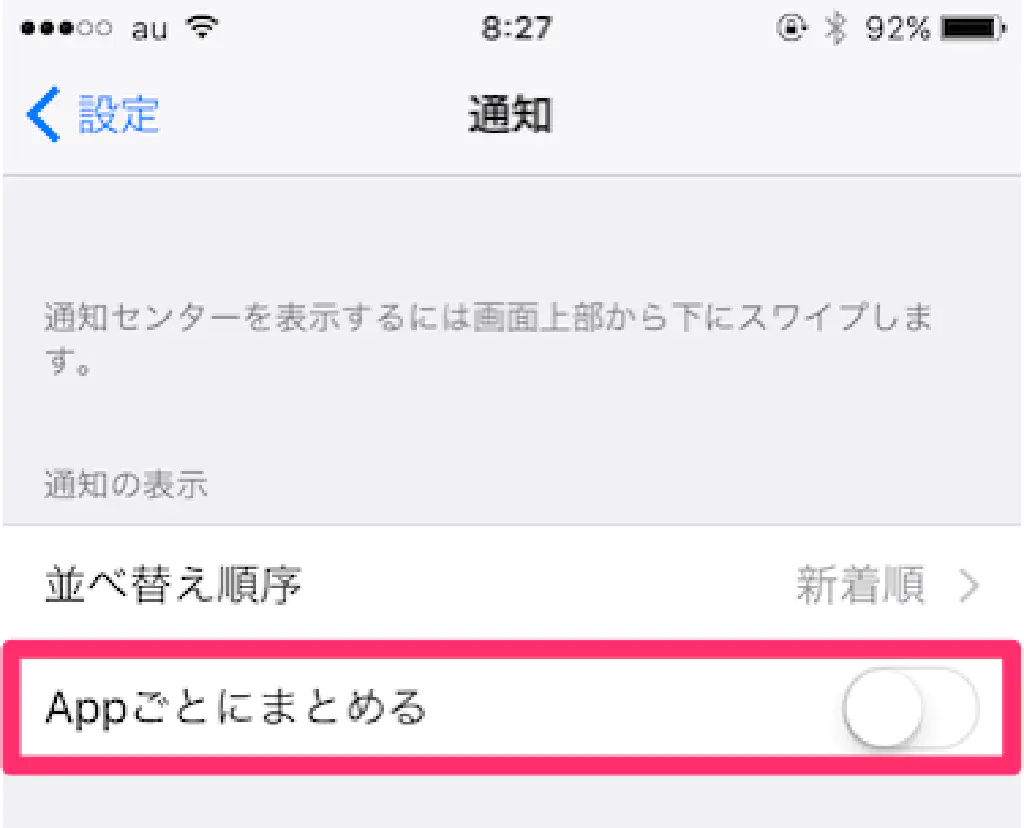 au 8:27 92%
設定 通知
通知センターを表示するには画面上部から下にスワイプしま
す。
通知の表示
並べ替え順序 新着順
Appごとにまとめる